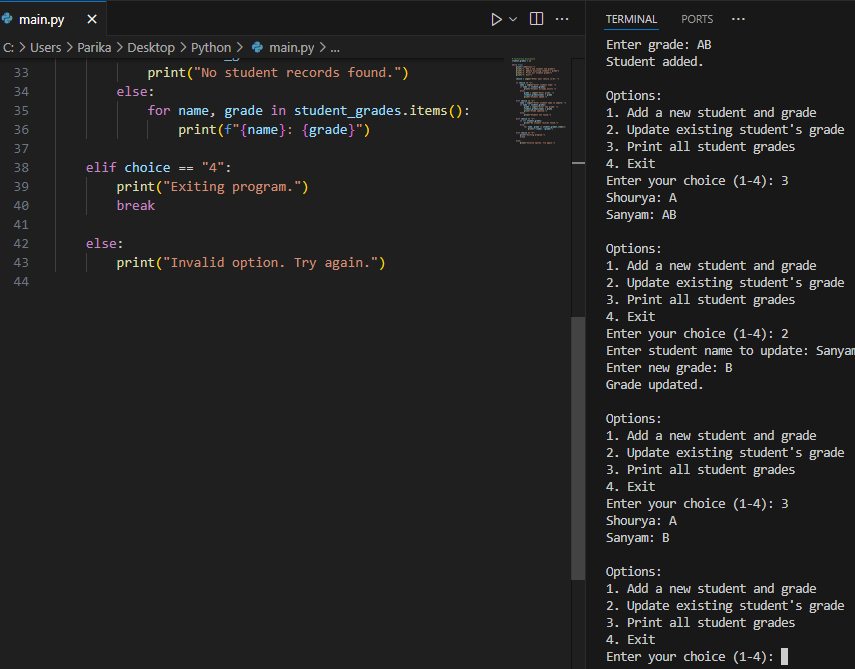 main.py
C: > Users > Parika > Desktop > Python > main.py > ...
33 print("No student records found.")
34 else:
35 for name, grade in student_grades.items():
36 print(f"{name}: {grade}")
37
38 elif choice == "4":
39 print("Exiting program.")
40 break
41
42 else:
43 print("Invalid option. Try again.")
44
TERMINAL PORTS ...
Enter grade: AB
Student added.
Options:
1. Add a new student and grade
2. Update existing student's grade
3. Print all student grades
4. Exit
Enter your choice (1-4): 3
Shourya: A
Sanyam: AB
Options:
1. Add a new student and grade
2. Update existing student's grade
3. Print all student grades
4. Exit
Enter your choice (1-4): 2
Enter student name to update: Sanyam
Enter new grade: B
Grade updated.
Options:
1. Add a new student and grade
2. Update existing student's grade
3. Print all student grades
4. Exit
Enter your choice (1-4): 3
Shourya: A
Sanyam: B
Options:
1. Add a new student and grade
2. Update existing student's grade
3. Print all student grades
4. Exit
Enter your choice (1-4):